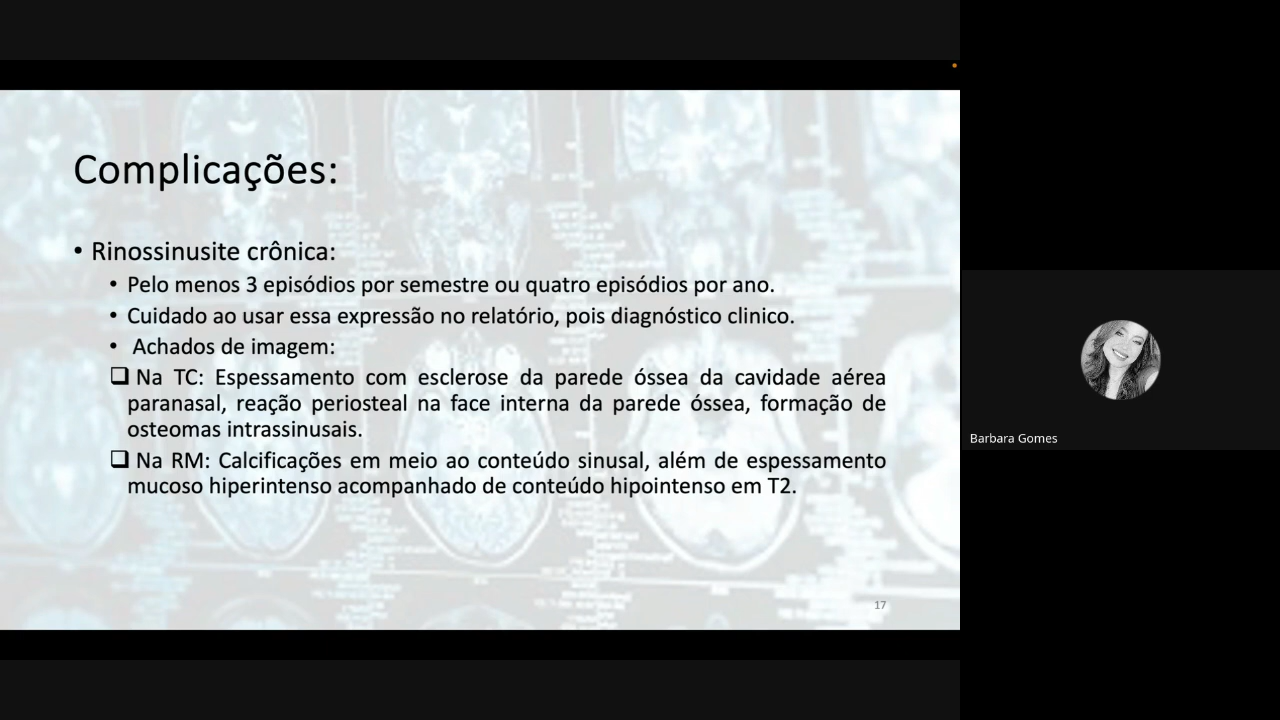 Complicações:
• Rinossinusite crônica:
• Pelo menos 3 episódios por semestre ou quatro episódios por ano.
• Cuidado ao usar essa expressão no relatório, pois diagnóstico clinico.
• Achados de imagem:
❑ Na TC: Espessamento com esclerose da parede óssea da cavidade aérea
paranasal, reação periosteal na face interna da parede óssea, formação de
osteomas intrassinusais.
❑ Na RM: Calcificações em meio ao conteúdo sinusal, além de espessamento
mucoso hiperintenso acompanhado de conteúdo hipointenso em T2.
17
Barbara Gomes